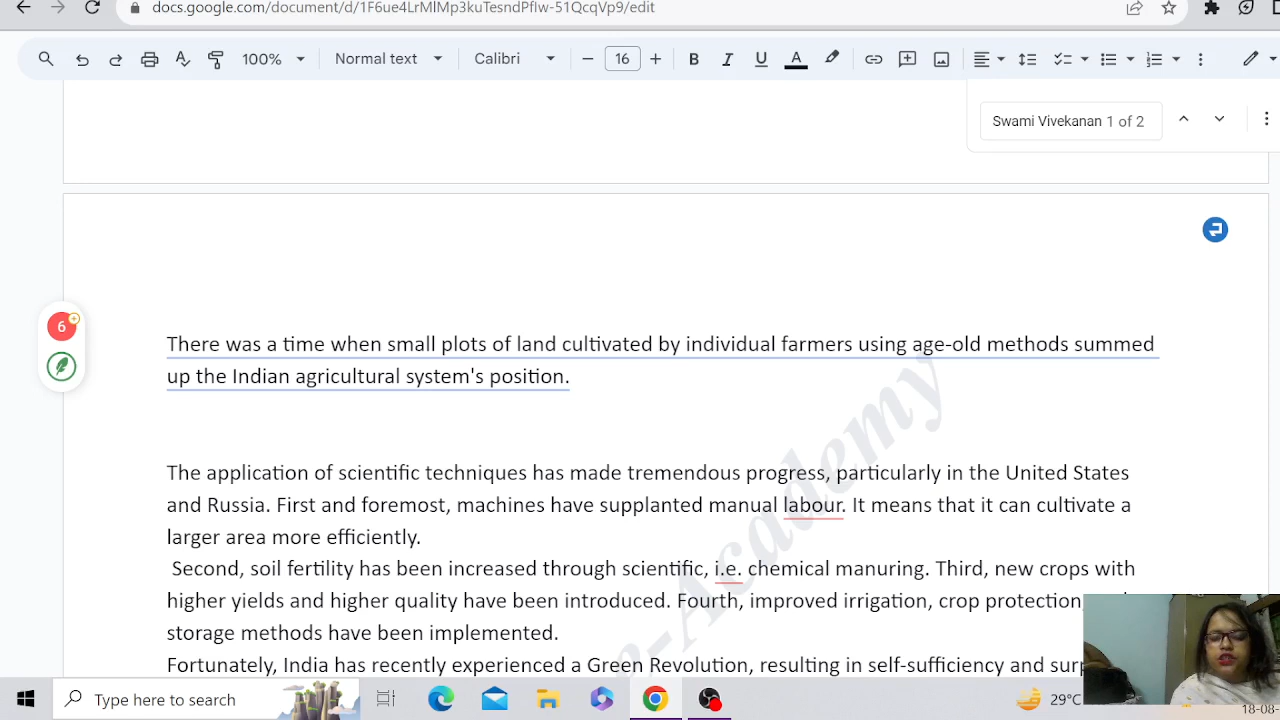 docs.google.com/document/d/1F6ue4LrMlMp3kuTesndPflw-51QcqVp9/edit
100% Normal text Calibri 16
Swami Vivekanan 1 of 2
6
There was a time when small plots of land cultivated by individual farmers using age-old methods summed
up the Indian agricultural system's position.
The application of scientific techniques has made tremendous progress, particularly in the United States
and Russia. First and foremost, machines have supplanted manual labour. It means that it can cultivate a
larger area more efficiently.
Second, soil fertility has been increased through scientific, i.e. chemical manuring. Third, new crops with
higher yields and higher quality have been introduced. Fourth, improved irrigation, crop protection,
storage methods have been implemented.
Fortunately, India has recently experienced a Green Revolution, resulting in self-sufficiency and
e-Academy
Type here to search
29°C
18-08-